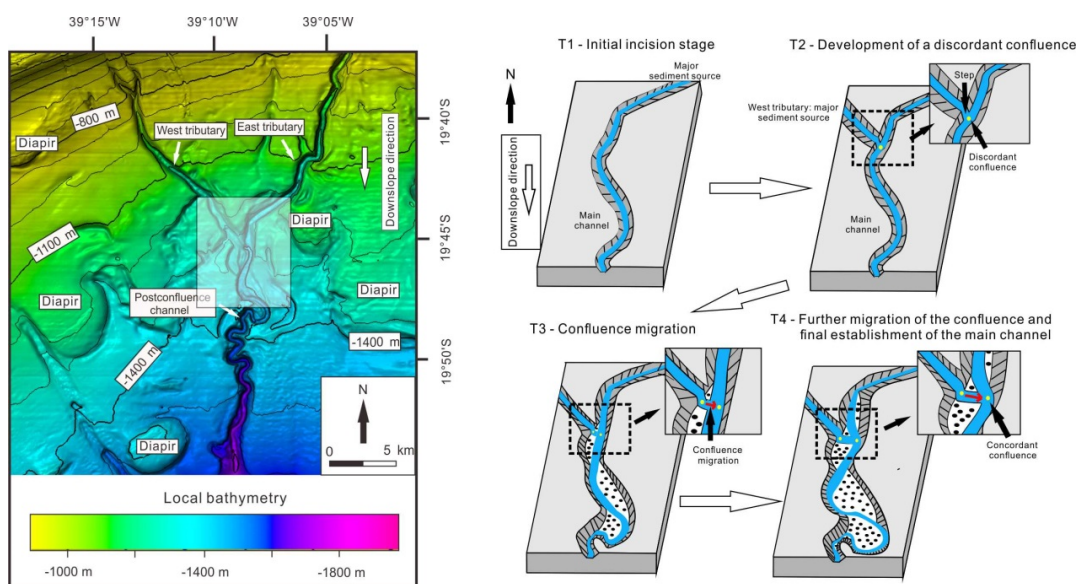 39°15'W
39°10'W
39°05'W
-800 m
West tributary
East tributary
Diapir
Downslope direction
19°40'S
-1100 m
Diapir
19°45'S
Diapir
Postconfluence
channel
Diapir
-1400 m
-1400 m
19°50'S
Diapir
N
0 5 km
Local bathymetry
-1000 m
-1400 m
-1800 m
T1 - Initial incision stage
N
Major
sediment source
Downslope direction
Main
channel
T2 - Development of a discordant confluence
Step
West tributary: major
sediment source
Discordant
confluence
Main
channel
T3 - Confluence migration
Confluence
migration
T4 - Further migration of the confluence and
final establishment of the main channel
Concordant
confluence